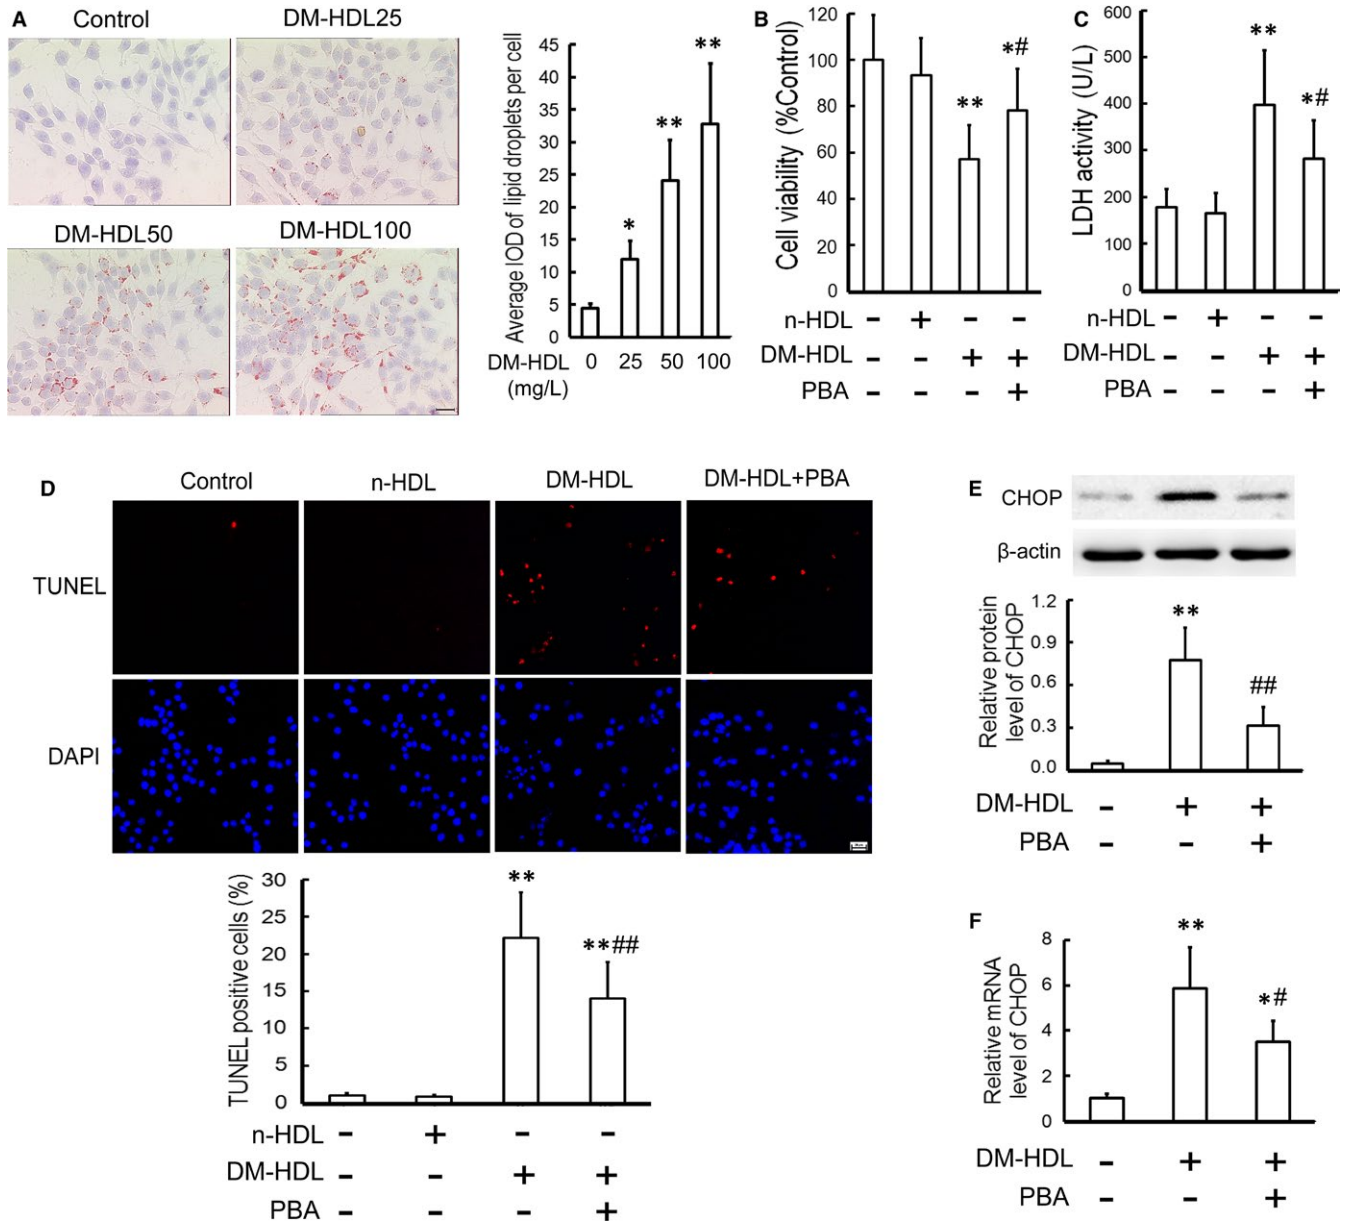 A
Control
DM-HDL25
DM-HDL50
DM-HDL100
Average IOD of lipid droplets per cell
45
40
35
30
25
20
15
10
5
0
*
**
**
DM-HDL 0 25 50 100
(mg/L)
B
Cell viability (%Control)
120
100
80
60
40
20
0
**
*#
n-HDL - + - -
DM-HDL - - + +
PBA - - - +
C
LDH activity (U/L)
600
500
400
300
200
100
0
**
*#
n-HDL - + - -
DM-HDL - - + +
PBA - - - +
D
Control n-HDL DM-HDL DM-HDL+PBA
TUNEL
DAPI
TUNEL positive cells (%)
30
25
20
15
10
5
0
**
**##
n-HDL - + - -
DM-HDL - - + +
PBA - - - +
E
CHOP
β-actin
Relative protein
level of CHOP
1.2
0.9
0.6
0.3
0.0
**
##
DM-HDL - + +
PBA - - +
F
Relative mRNA
level of CHOP
8
6
4
2
0
**
*#
DM-HDL - + +
PBA - - +